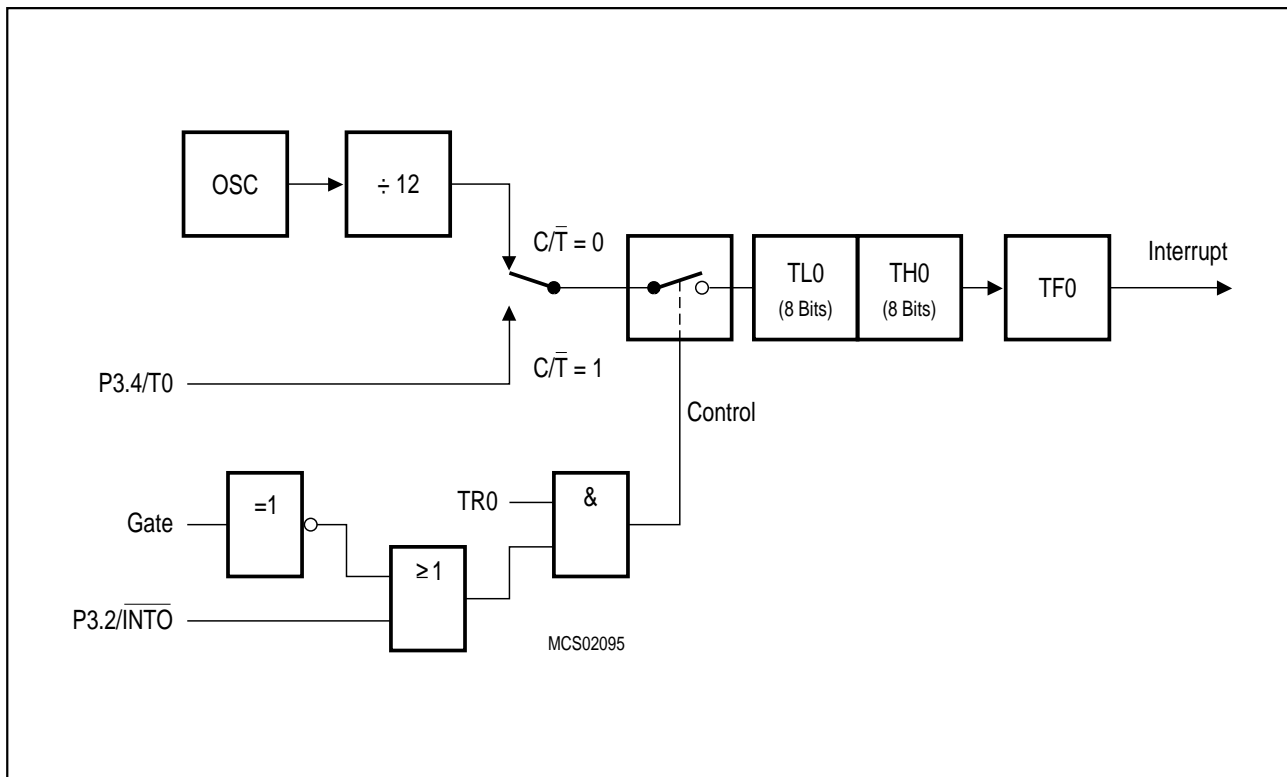 OSC
÷ 12
C/T̅ = 0
TL0
(8 Bits)
TH0
(8 Bits)
TF0
Interrupt
C/T̅ = 1
P3.4/T0
Control
Gate
=1
TR0
&
≥ 1
P3.2/I̅N̅T̅O̅
MCS02095